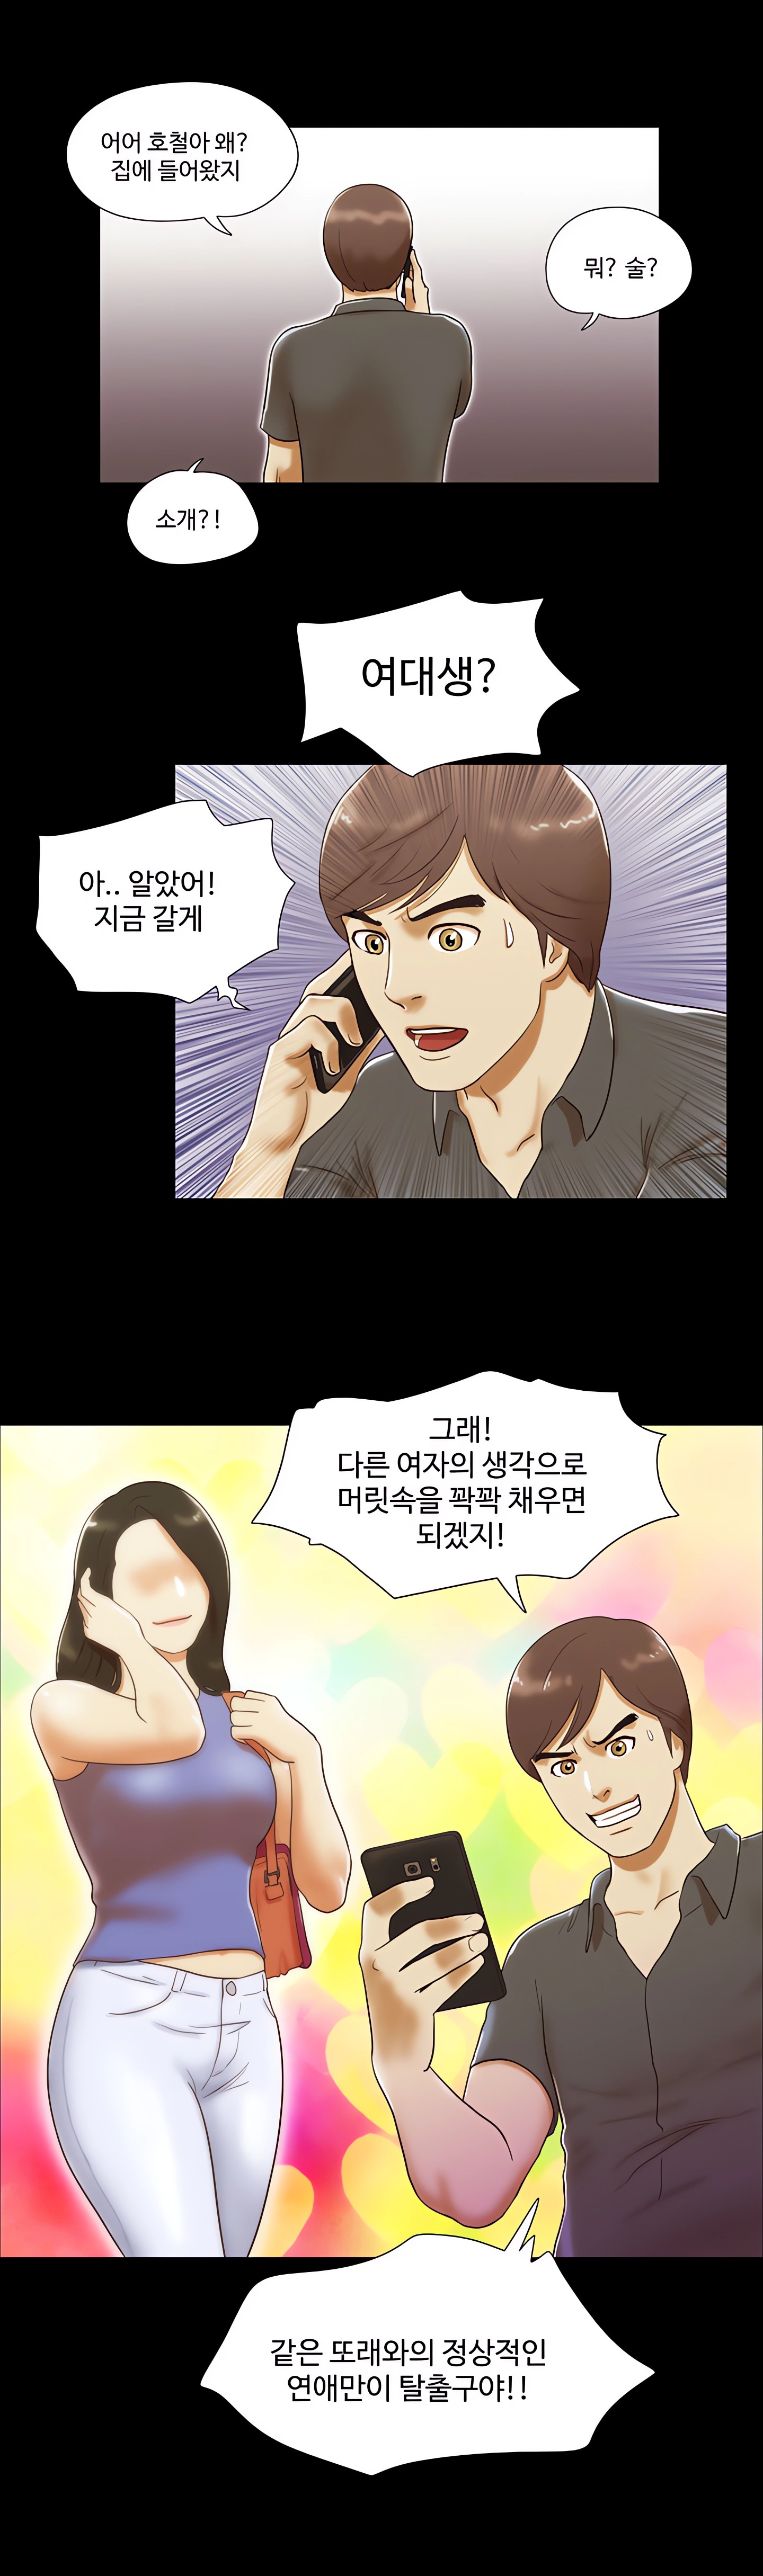 어어 호철아 왜?
집에 들어왔지
뭐? 술?
소개?!
여대생?
아.. 알았어!
지금 갈게
그래!
다른 여자의 생각으로
머릿속을 꽉꽉 채우면
되겠지!
같은 또래와의 정상적인
연애만이 탈출구야!!